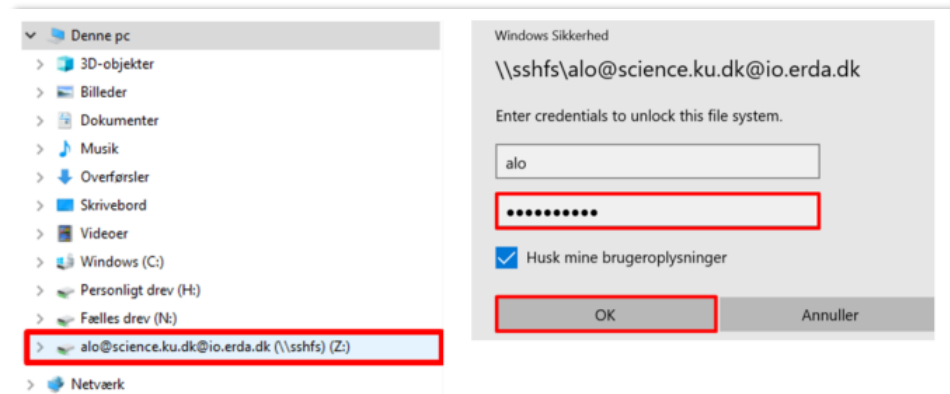 Denne pc
3D-objekter
Billeder
Dokumenter
Musik
Overførsler
Skrivebord
Videoer
Windows (C:)
Personligt drev (H:)
Fælles drev (N:)
alo@science.ku.dk@io.erda.dk (\\sshfs) (Z:)
Netværk
Windows Sikkerhed
\\sshfs\alo@science.ku.dk@io.erda.dk
Enter credentials to unlock this file system.
alo
••••••••••
Husk mine brugeroplysninger
OK
Annuller